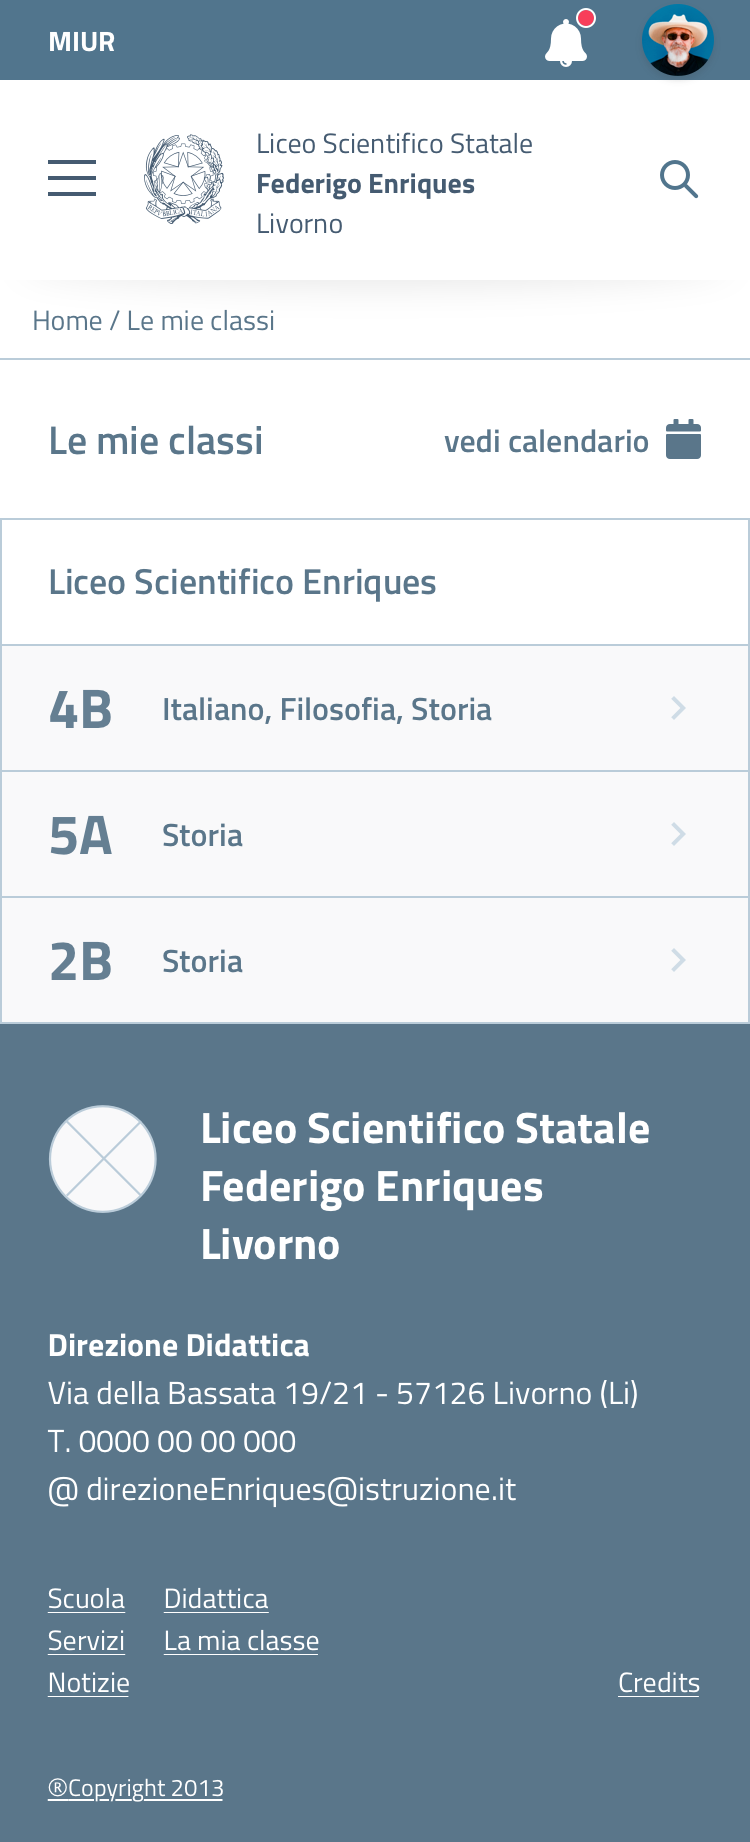 MIUR
Liceo Scientifico Statale
Federigo Enriques
Livorno
Home / Le mie classi
Le mie classi
vedi calendario
Liceo Scientifico Enriques
4B Italiano, Filosofia, Storia
5A Storia
2B Storia
Liceo Scientifico Statale
Federigo Enriques
Livorno
Direzione Didattica
Via della Bassata 19/21 - 57126 Livorno (Li)
T. 0000 00 00 000
@ direzioneEnriques@istruzione.it
Scuola Didattica
Servizi La mia classe
Notizie Credits
®Copyright 2013